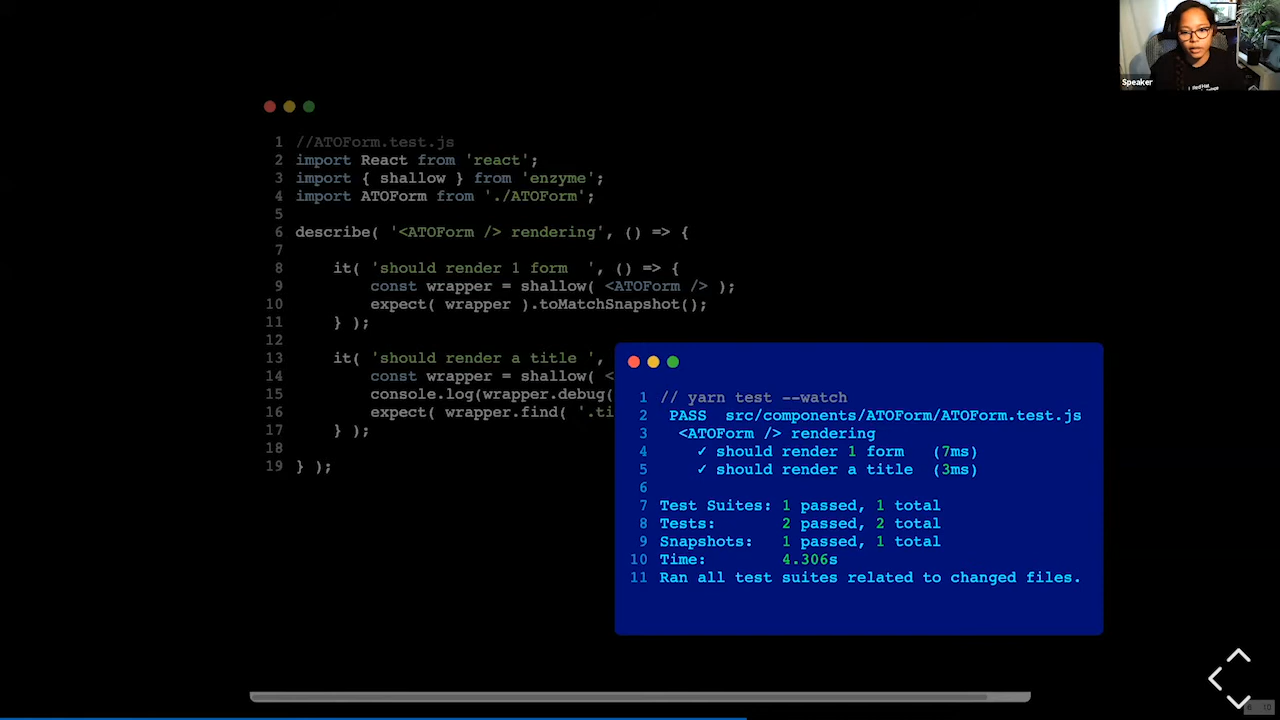 Speaker
1 //ATOForm.test.js
2 import React from 'react';
3 import { shallow } from 'enzyme';
4 import ATOForm from './ATOForm';
5
6 describe( '<ATOForm /> rendering', () => {
7
8 it( 'should render 1 form  ', () => {
9 const wrapper = shallow( <ATOForm /> );
10 expect( wrapper ).toMatchSnapshot();
11 } );
12
13 it( 'should render a title ',
14 const wrapper = shallow( <
15 console.log(wrapper.debug(
16 expect( wrapper.find( '.ti
17 } );
18
19 } );
1 // yarn test --watch
2 PASS  src/components/ATOForm/ATOForm.test.js
3 <ATOForm /> rendering
4 ✓ should render 1 form   (7ms)
5 ✓ should render a title  (3ms)
6
7 Test Suites: 1 passed, 1 total
8 Tests:       2 passed, 2 total
9 Snapshots:   1 passed, 1 total
10 Time:        4.306s
11 Ran all test suites related to changed files.